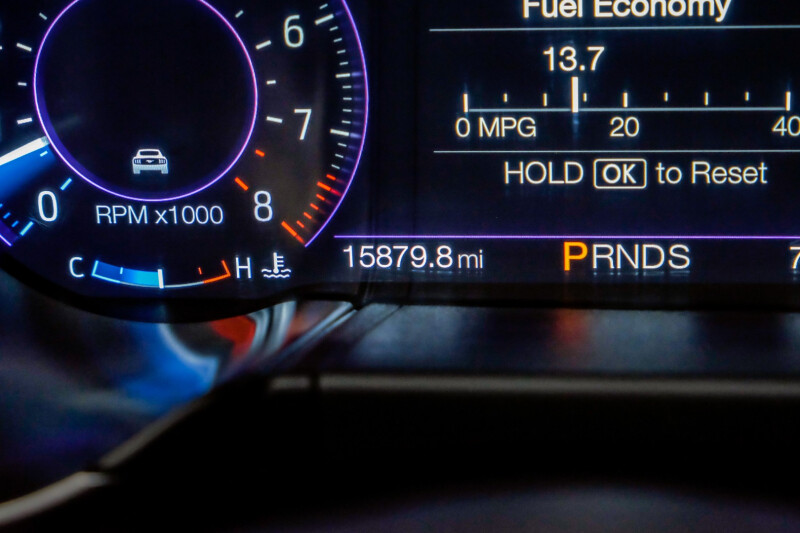 Fuel Economy
13.7
0 MPG 20 40
HOLD OK to Reset
6
7
8
0
RPM x1000
C H
15879.8 mi
PRNDS
7